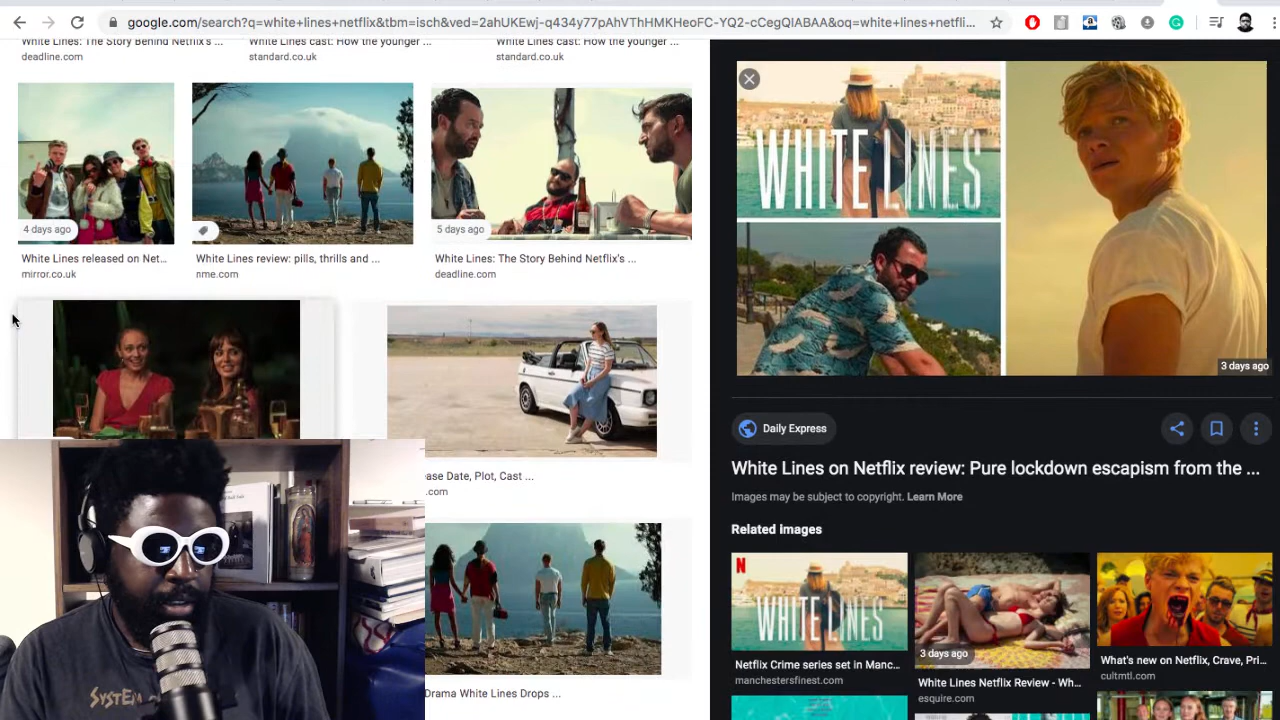 google.com/search?q=white+lines+netflix&tbm=isch&ved=2ahUKEwj-q434y77pAhVThHMKHeoFC-YQ2-cCegQIABAA&oq=white+lines+netfli...
White Lines: The Story Behind Netflix's ...
White Lines cast: How the younger ...
White Lines cast: How the younger ...
deadline.com
standard.co.uk
standard.co.uk
4 days ago
5 days ago
White Lines released on Net...
White Lines review: pills, thrills and ...
White Lines: The Story Behind Netflix's ...
mirror.co.uk
nme.com
deadline.com
ease Date, Plot, Cast ...
.com
Drama White Lines Drops ...
SYSTEM
WHITE LINES
3 days ago
Daily Express
White Lines on Netflix review: Pure lockdown escapism from the ...
Images may be subject to copyright. Learn More
Related images
N
WHITE LINES
3 days ago
Netflix Crime series set in Manc...
White Lines Netflix Review - Wh...
What's new on Netflix, Crave, Pri...
manchestersfinest.com
esquire.com
cultmtl.com